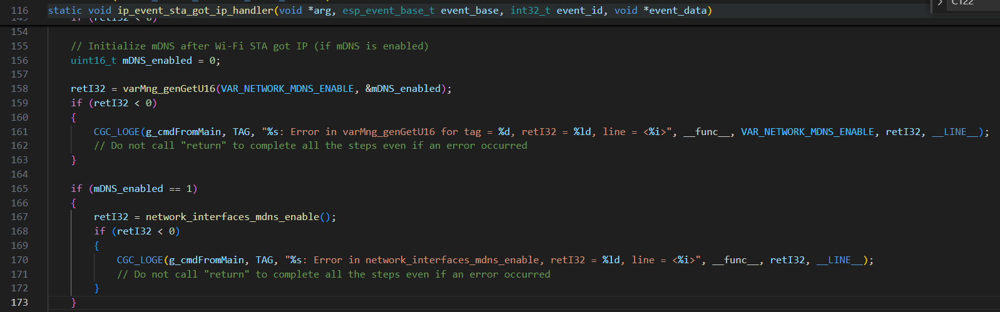 116 static void ip_event_sta_got_ip_handler(void *arg, esp_event_base_t event_base, int32_t event_id, void *event_data)
C122
149 if (retI32 < 0)
154
155 // Initialize mDNS after Wi-Fi STA got IP (if mDNS is enabled)
156 uint16_t mDNS_enabled = 0;
157
158 retI32 = varMng_genGetU16(VAR_NETWORK_MDNS_ENABLE, &mDNS_enabled);
159 if (retI32 < 0)
160 {
161 CGC_LOGE(g_cmdFromMain, TAG, "%s: Error in varMng_genGetU16 for tag = %d, retI32 = %ld, line = <%i>", __func__, VAR_NETWORK_MDNS_ENABLE, retI32, __LINE__);
162 // Do not call "return" to complete all the steps even if an error occurred
163 }
164
165 if (mDNS_enabled == 1)
166 {
167 retI32 = network_interfaces_mdns_enable();
168 if (retI32 < 0)
169 {
170 CGC_LOGE(g_cmdFromMain, TAG, "%s: Error in network_interfaces_mdns_enable, retI32 = %ld, line = <%i>", __func__, retI32, __LINE__);
171 // Do not call "return" to complete all the steps even if an error occurred
172 }
173 }